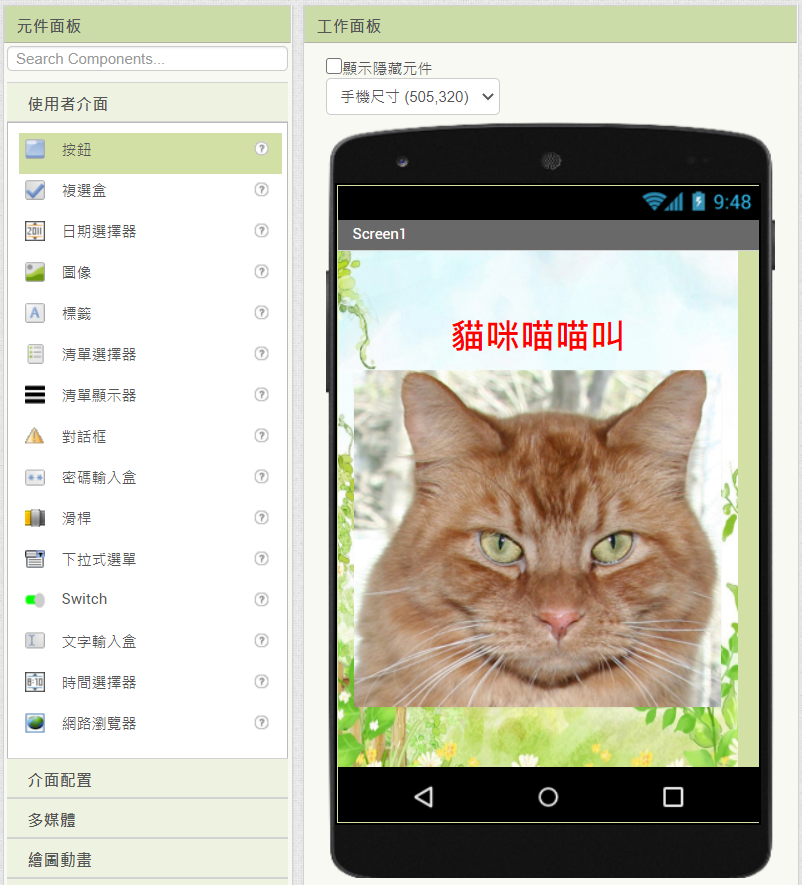 元件面板
Search Components...
使用者介面
按鈕
複選盒
日期選擇器
圖像
標籤
清單選擇器
清單顯示器
對話框
密碼輸入盒
滑桿
下拉式選單
Switch
文字輸入盒
時間選擇器
網路瀏覽器
介面配置
多媒體
繪圖動畫
工作面板
顯示隱藏元件
手機尺寸 (505,320)
9:48
Screen1
貓咪喵喵叫